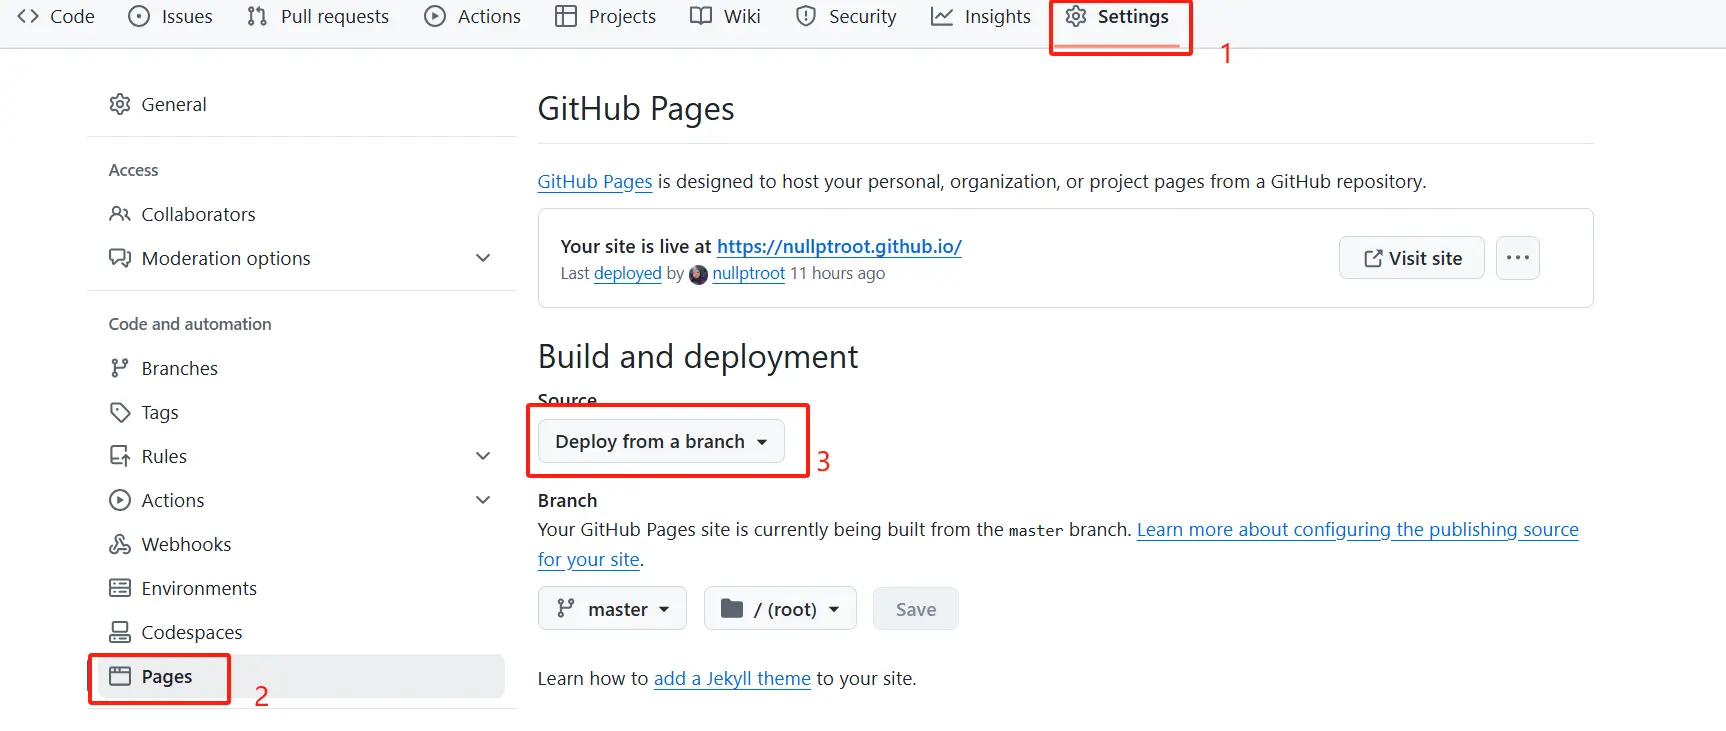 Code Issues Pull requests Actions Projects Wiki Security Insights Settings
1
General
Access
Collaborators
Moderation options
Code and automation
Branches
Tags
Rules
Actions
Webhooks
Environments
Codespaces
Pages
2
GitHub Pages
GitHub Pages is designed to host your personal, organization, or project pages from a GitHub repository.
Your site is live at https://nullptroot.github.io/
Last deployed by nullptroot 11 hours ago
Visit site
Build and deployment
Source
Deploy from a branch
3
Branch
Your GitHub Pages site is currently being built from the master branch. Learn more about configuring the publishing source
for your site.
master / (root) Save
Learn how to add a Jekyll theme to your site.